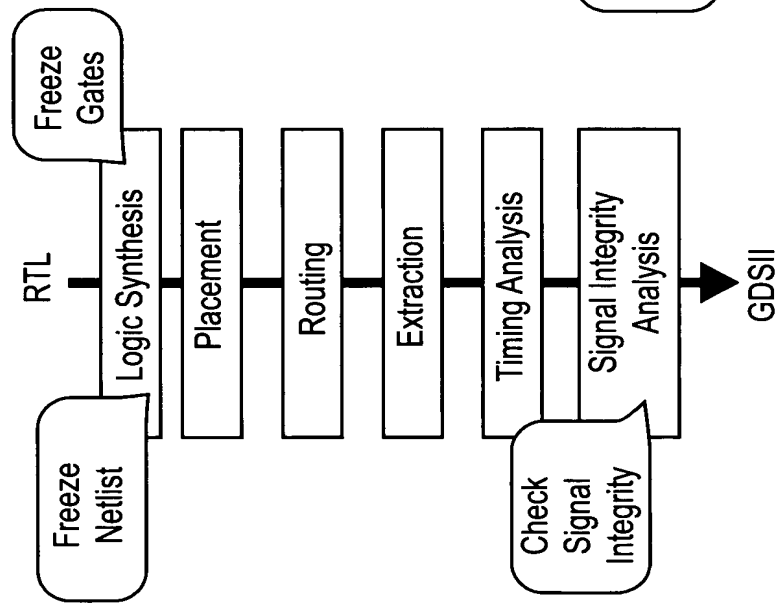 RTL
Freeze
Netlist
Freeze
Gates
Logic Synthesis
Placement
Routing
Extraction
Timing Analysis
Check
Signal
Integrity
Signal Integrity
Analysis
GDSII